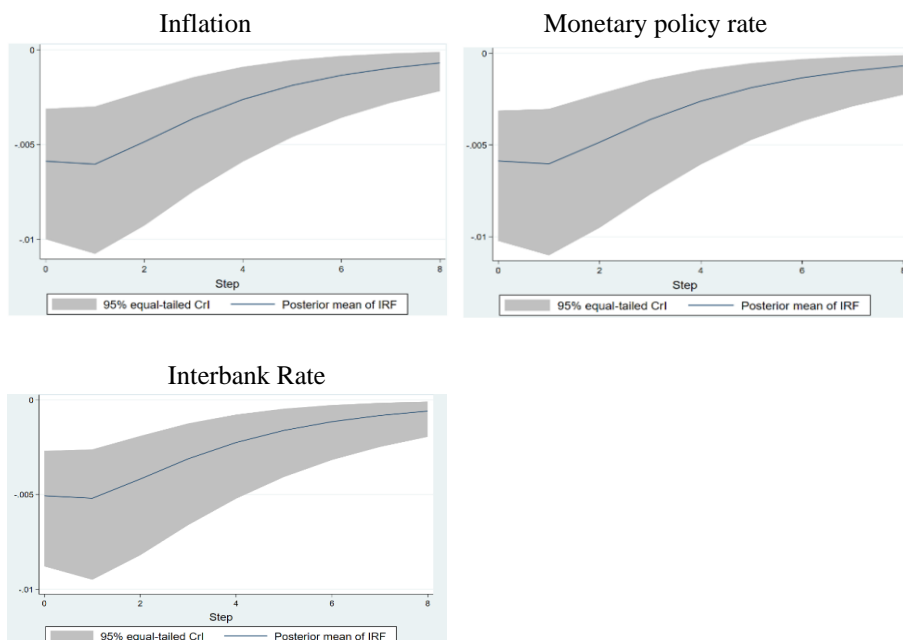 Inflation
0
-.005
-.01
0 2 4 6 8
Step
95% equal-tailed CrI Posterior mean of IRF
Monetary policy rate
0
-.005
-.01
0 2 4 6 8
Step
95% equal-tailed CrI Posterior mean of IRF
Interbank Rate
0
-.005
-.01
0 2 4 6 8
Step
95% equal-tailed CrI Posterior mean of IRF